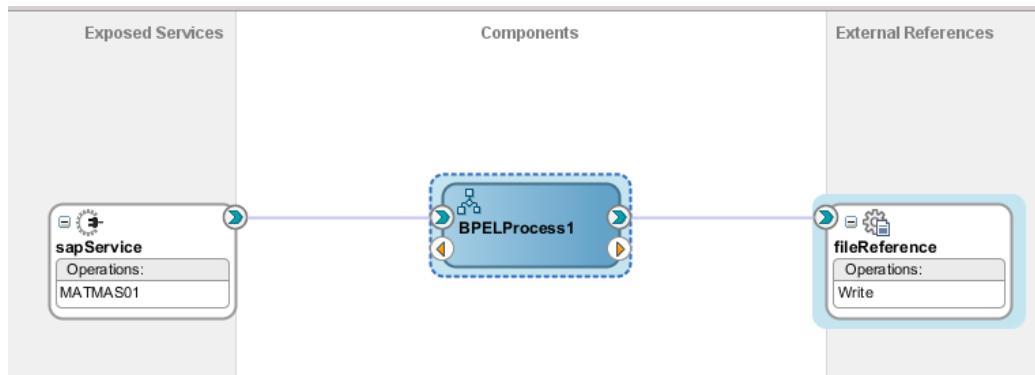 Exposed Services
Components
External References
sapService
Operations:
MATMAS01
BPELProcess1
fileReference
Operations:
Write